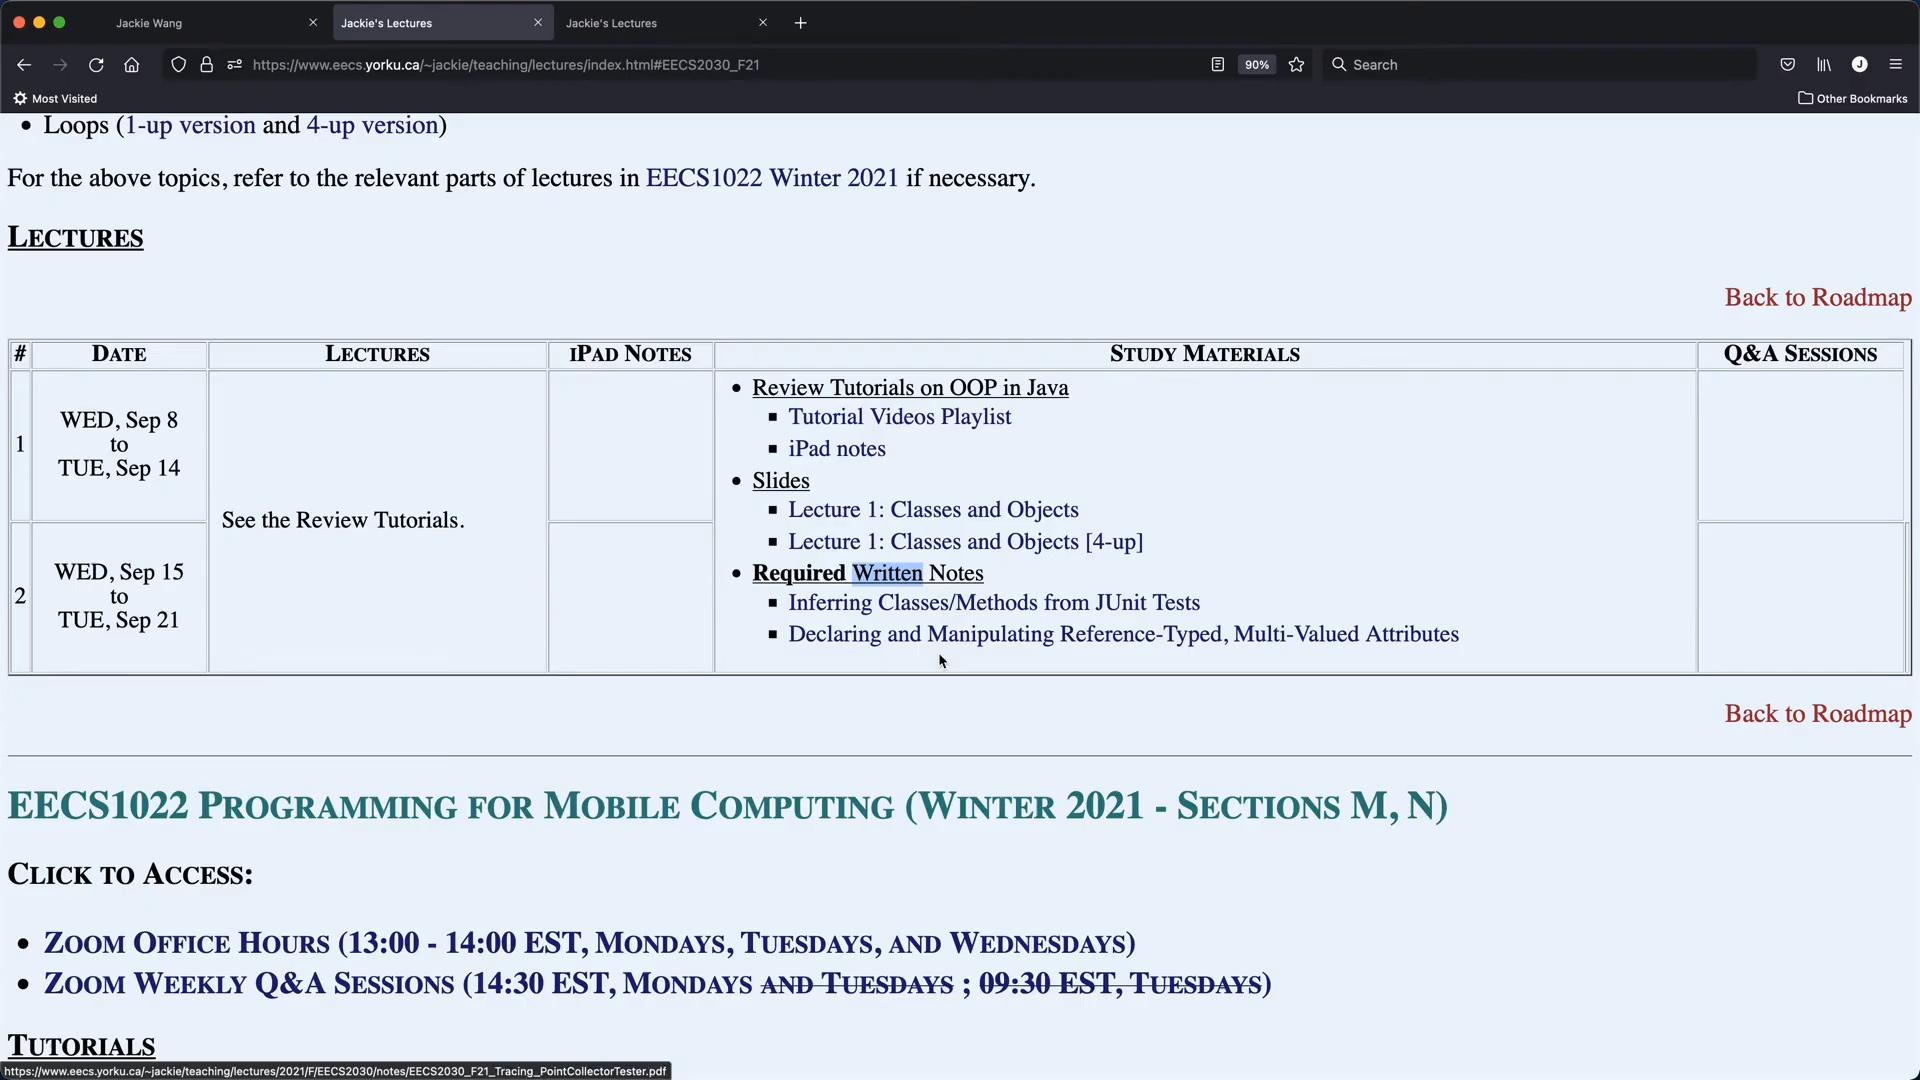 Jackie Wang
Jackie's Lectures
Jackie's Lectures
https://www.eecs.yorku.ca/~jackie/teaching/lectures/index.html#EECS2030_F21
90%
Search
J
Most Visited
Other Bookmarks
• Loops (1-up version and 4-up version)
For the above topics, refer to the relevant parts of lectures in EECS1022 Winter 2021 if necessary.
LECTURES
Back to Roadmap
# DATE LECTURES IPAD NOTES STUDY MATERIALS Q&A SESSIONS
1
WED, Sep 8
to
TUE, Sep 14
2
WED, Sep 15
to
TUE, Sep 21
See the Review Tutorials.
• Review Tutorials on OOP in Java
▪ Tutorial Videos Playlist
▪ iPad notes
• Slides
▪ Lecture 1: Classes and Objects
▪ Lecture 1: Classes and Objects [4-up]
• Required Written Notes
▪ Inferring Classes/Methods from JUnit Tests
▪ Declaring and Manipulating Reference-Typed, Multi-Valued Attributes
Back to Roadmap
EECS1022 PROGRAMMING FOR MOBILE COMPUTING (WINTER 2021 - SECTIONS M, N)
CLICK TO ACCESS:
• ZOOM OFFICE HOURS (13:00 - 14:00 EST, MONDAYS, TUESDAYS, AND WEDNESDAYS)
• ZOOM WEEKLY Q&A SESSIONS (14:30 EST, MONDAYS AND TUESDAYS ; 09:30 EST, TUESDAYS)
TUTORIALS
https://www.eecs.yorku.ca/~jackie/teaching/lectures/2021/F/EECS2030/notes/EECS2030_F21_Tracing_PointCollectorTester.pdf